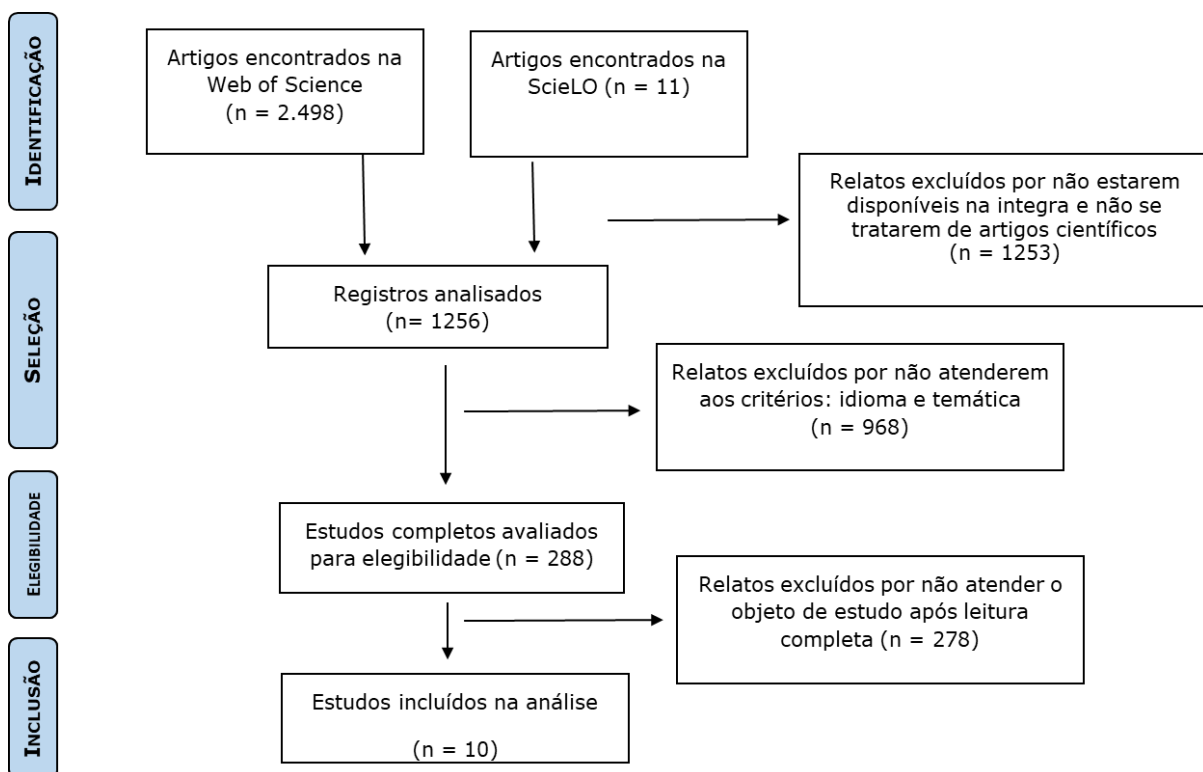 IDENTIFICAÇÃO
Artigos encontrados na
Web of Science
(n = 2.498)
Artigos encontrados na
ScieLO (n = 11)
Relatos excluídos por não estarem
disponíveis na integra e não se
tratarem de artigos científicos
(n = 1253)
SELEÇÃO
Registros analisados
(n= 1256)
Relatos excluídos por não atenderem
aos critérios: idioma e temática
(n = 968)
ELEGIBILIDADE
Estudos completos avaliados
para elegibilidade (n = 288)
Relatos excluídos por não atender o
objeto de estudo após leitura
completa (n = 278)
INCLUSÃO
Estudos incluídos na análise
(n = 10)